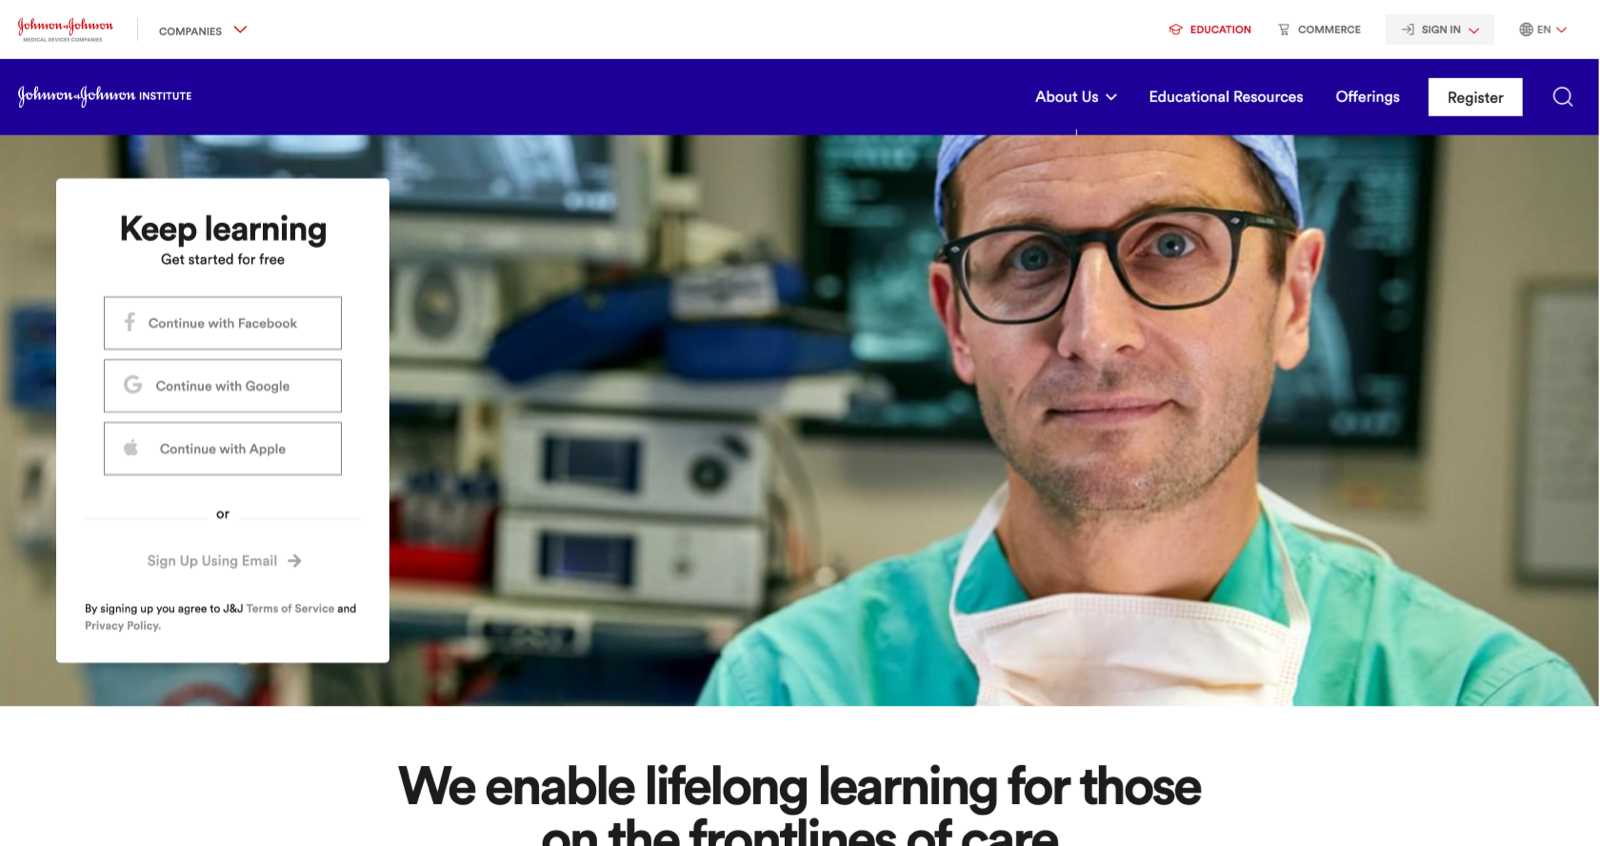 Johnson & Johnson
MEDICAL DEVICES COMPANIES
COMPANIES
EDUCATION
COMMERCE
SIGN IN
EN
Johnson & Johnson INSTITUTE
About Us
Educational Resources
Offerings
Register
Keep learning
Get started for free
Continue with Facebook
Continue with Google
Continue with Apple
or
Sign Up Using Email
By signing up you agree to J&J Terms of Service and
Privacy Policy.
We enable lifelong learning for those
on the frontlines of care